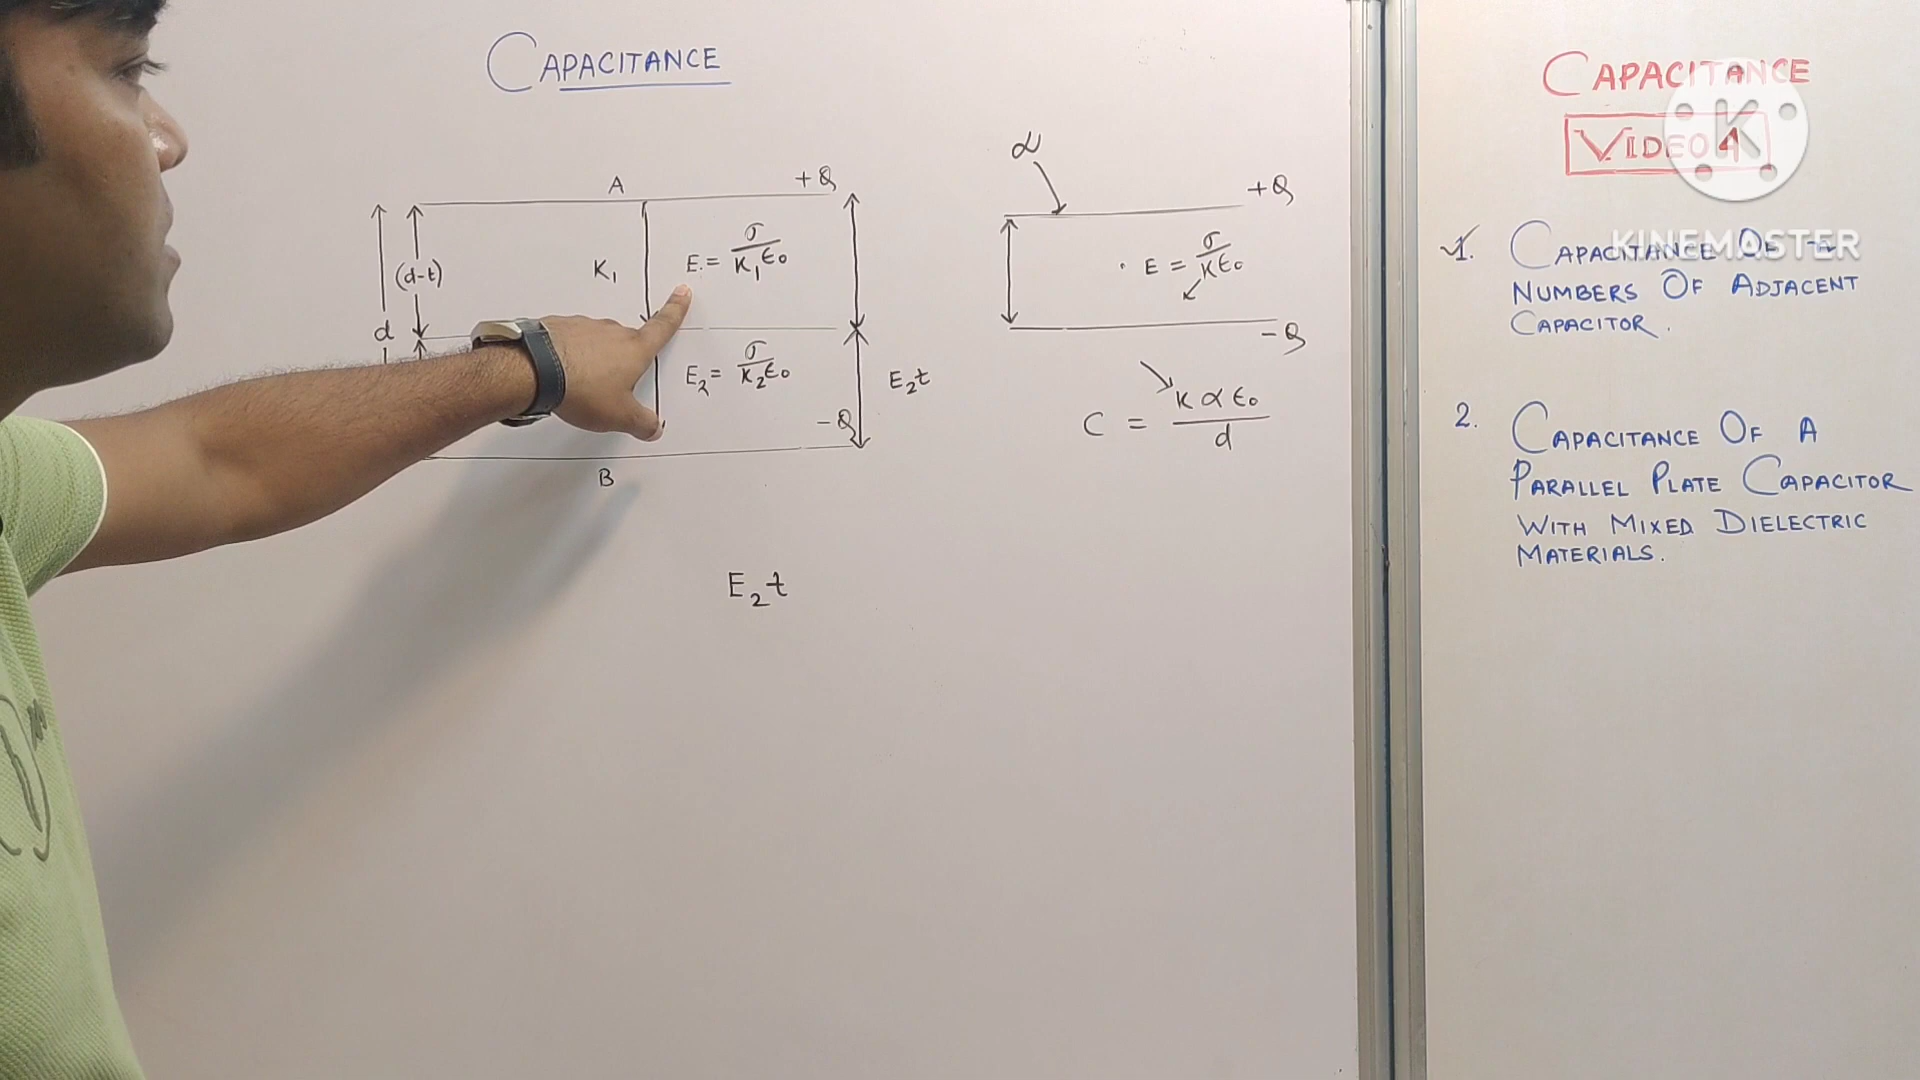 CAPACITANCE
A
+Q
(d-t)
d
K₁
E₁ = σ/K₁ε₀
E₂ = σ/K₂ε₀
E₂t
-Q
B
E₂t
α
+Q
E = σ/Kε₀
-Q
C = Kαε₀/d
CAPACITANCE
VIDEO 4
K
KINEMASTER
1. CAPACITANCE OF
NUMBERS OF ADJACENT
CAPACITOR.
2. CAPACITANCE OF A
PARALLEL PLATE CAPACITOR
WITH MIXED DIELECTRIC
MATERIALS.